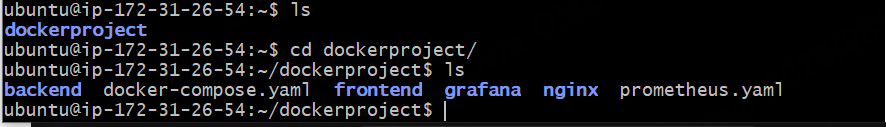 ubuntu@ip-172-31-26-54:~$ ls
dockerproject
ubuntu@ip-172-31-26-54:~$ cd dockerproject/
ubuntu@ip-172-31-26-54:~/dockerproject$ ls
backend  docker-compose.yaml  frontend  grafana  nginx  prometheus.yaml
ubuntu@ip-172-31-26-54:~/dockerproject$